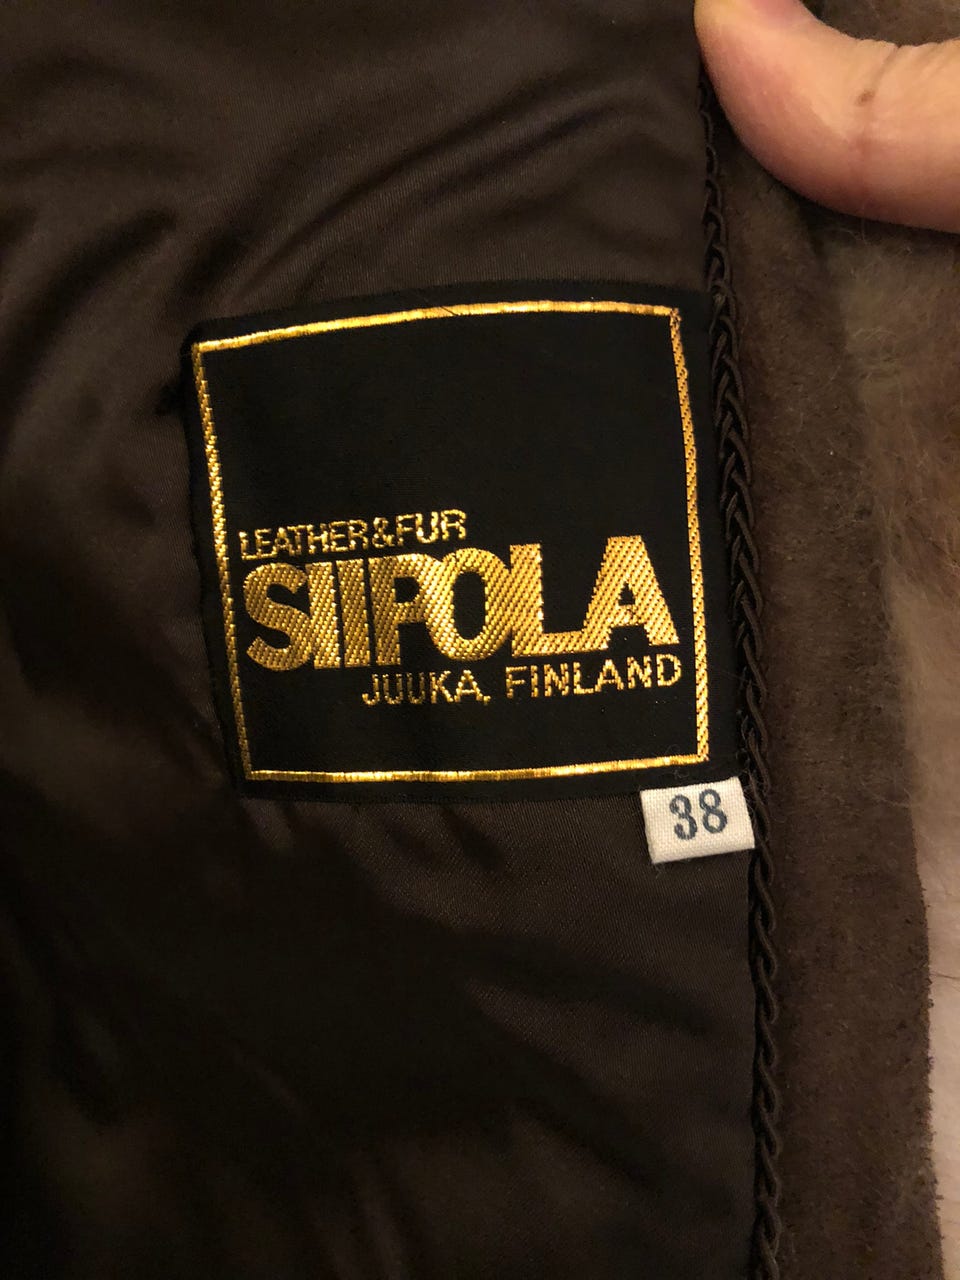 LEATHER & FUR
SIIPOLA
JUUKA, FINLAND
38